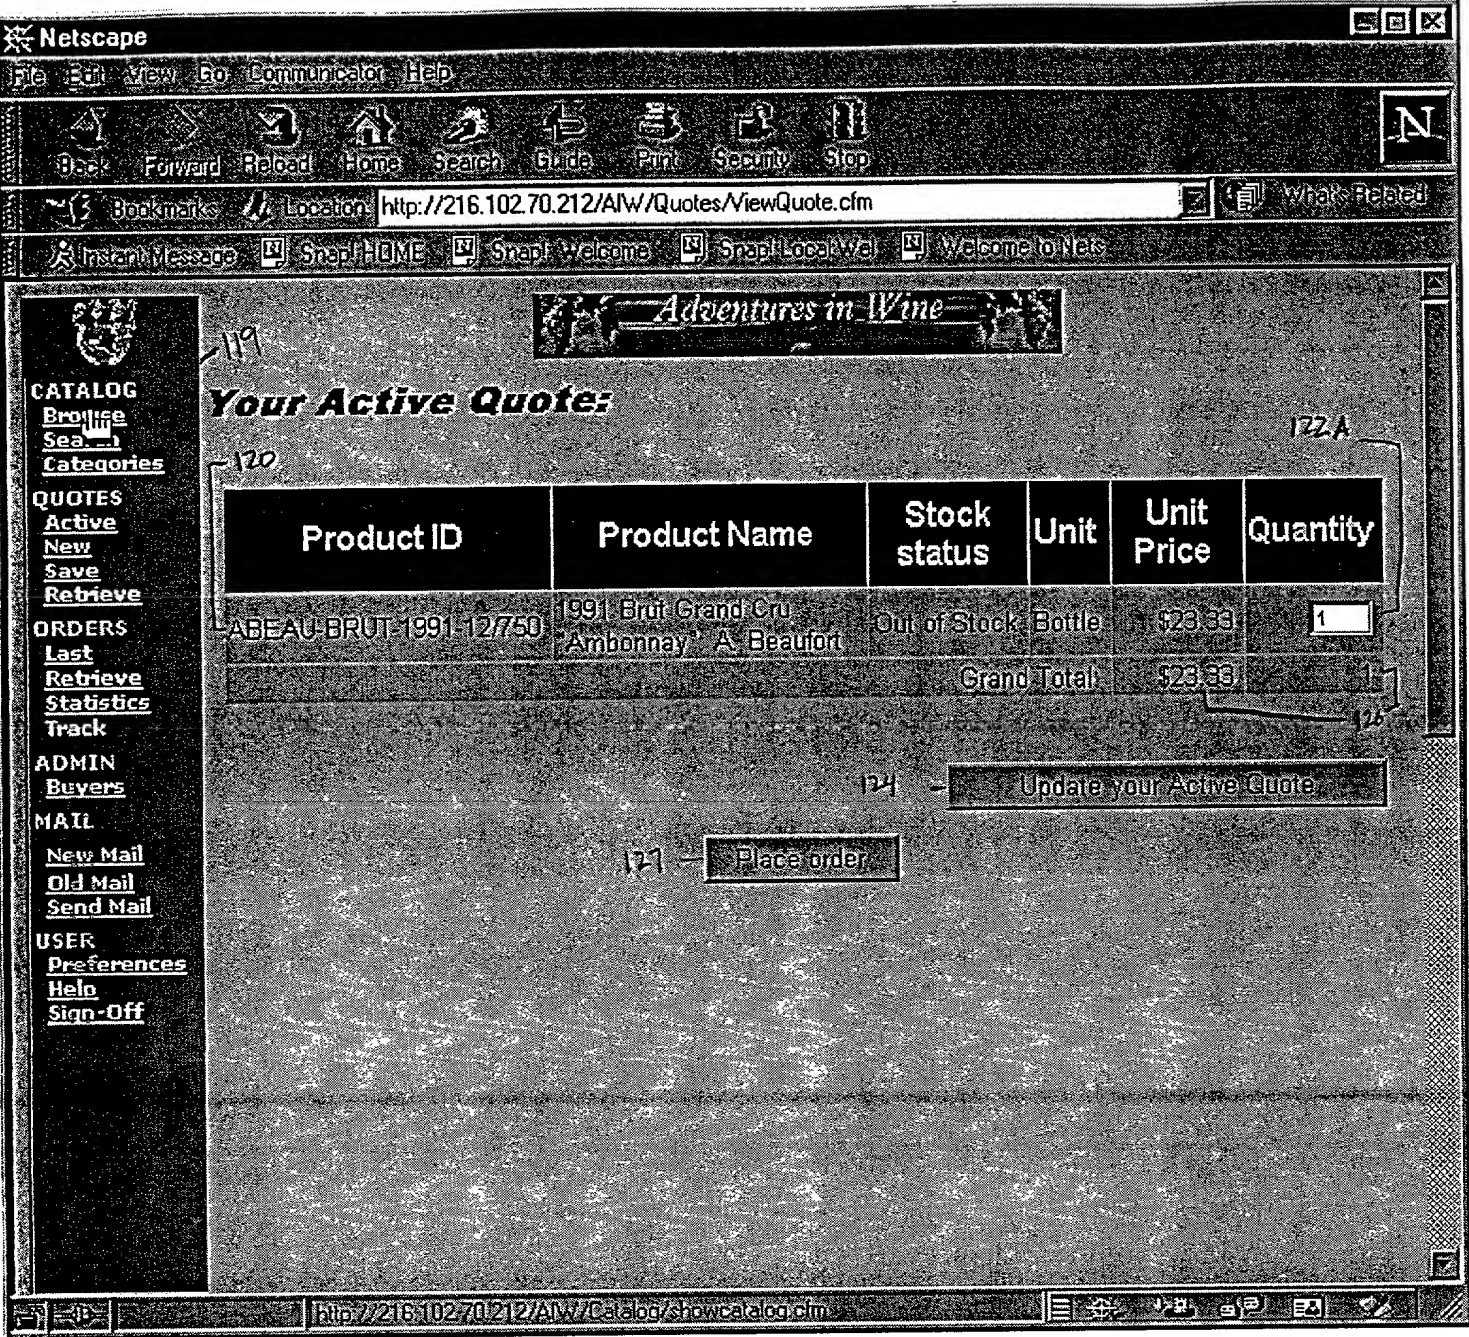 Netscape
File Edit View Go Communicator Help
Back Forward Reload Home Search Guide Print Security Stop
N
Bookmarks Location: http://216.102.70.212/AIW/Quotes/ViewQuote.cfm What's Related
Instant Message Snap! HOME Snap! Welcome Snap! Local Wel Welcome to Nets
Adventures in Wine
119
Your Active Quote:
CATALOG
Browse
Categories
QUOTES
Active
New
Save
Retrieve
ORDERS
Last
Retrieve
Statistics
Track
ADMIN
Buyers
MAIL
New Mail
Old Mail
Send Mail
USER
Preferences
Help
Sign-Off
120
122A
Product ID Product Name Stock status Unit Unit Price Quantity
ABEAU-BRUT-1991-12/750 1991 Brut Grand Cru "Ambonnay" A. Beaufort Out of Stock Bottle $23.33 1
Grand Total: $23.33 1
126
124 Update your Active Quote
127 Place order
http://216.102.70.212/AIW/Catalog/showcatalog.cfm